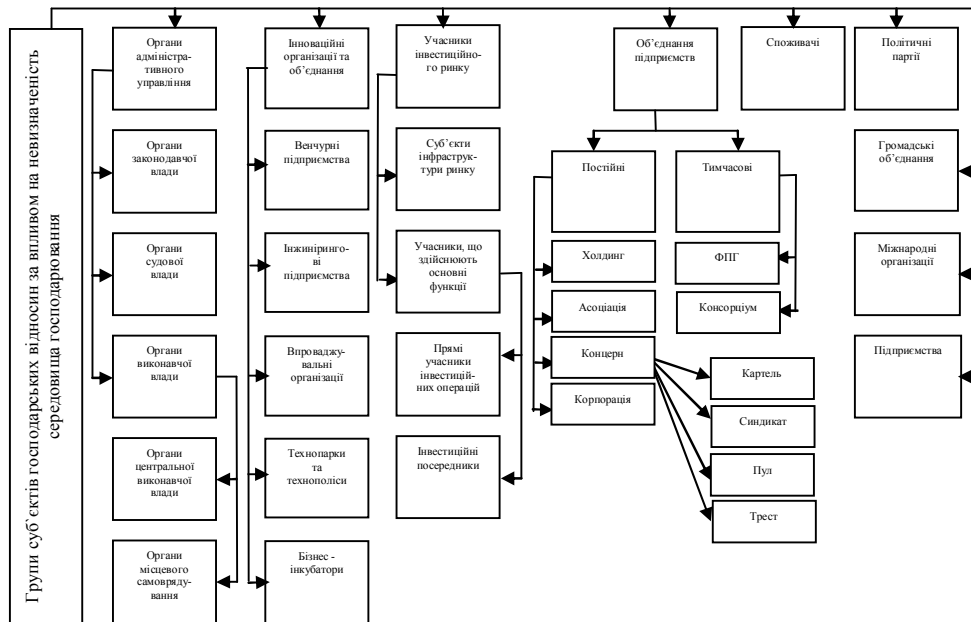 Групи суб`єктів господарських відносин за впливом на невизначеність
середовища господарювання
Органи
адміністра-
тивного
управління
Органи
законодавчої
влади
Органи
судової
влади
Органи
виконавчої
влади
Органи
центральної
виконавчої
влади
Органи
місцевого
самовряду-
вання
Інноваційні
організації та
об`єднання
Венчурні
підприємства
Інжинірингo-
ві
підприємства
Впроваджу-
вальні
організації
Технопарки
та
технополіси
Бізнес -
інкубатори
Учасники
інвестиційно-
го ринку
Суб`єкти
інфраструк-
тури ринку
Учасники, що
здійснюють
основні
функції
Прямі
учасники
інвестицій-
них операцій
Інвестиційні
посередники
Об`єднання
підприємств
Постійні
Холдинг
Асоціація
Концерн
Корпорація
Тимчасові
ФПГ
Консорціум
Картель
Синдикат
Пул
Трест
Споживачі
Політичні
партії
Громадські
об`єднання
Міжнародні
організації
Підприємства